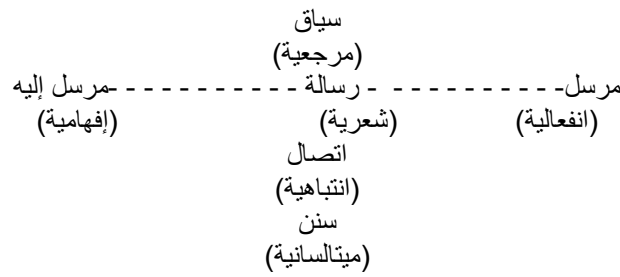 سياق
(مرجعية)
مرسل- - - - - - - - - - - رسالة - - - - - - - - - - -مرسل إليه
(انفعالية) (شعرية) (إفهامية)
اتصال
(انتباهية)
سنن
(ميتالسانية)